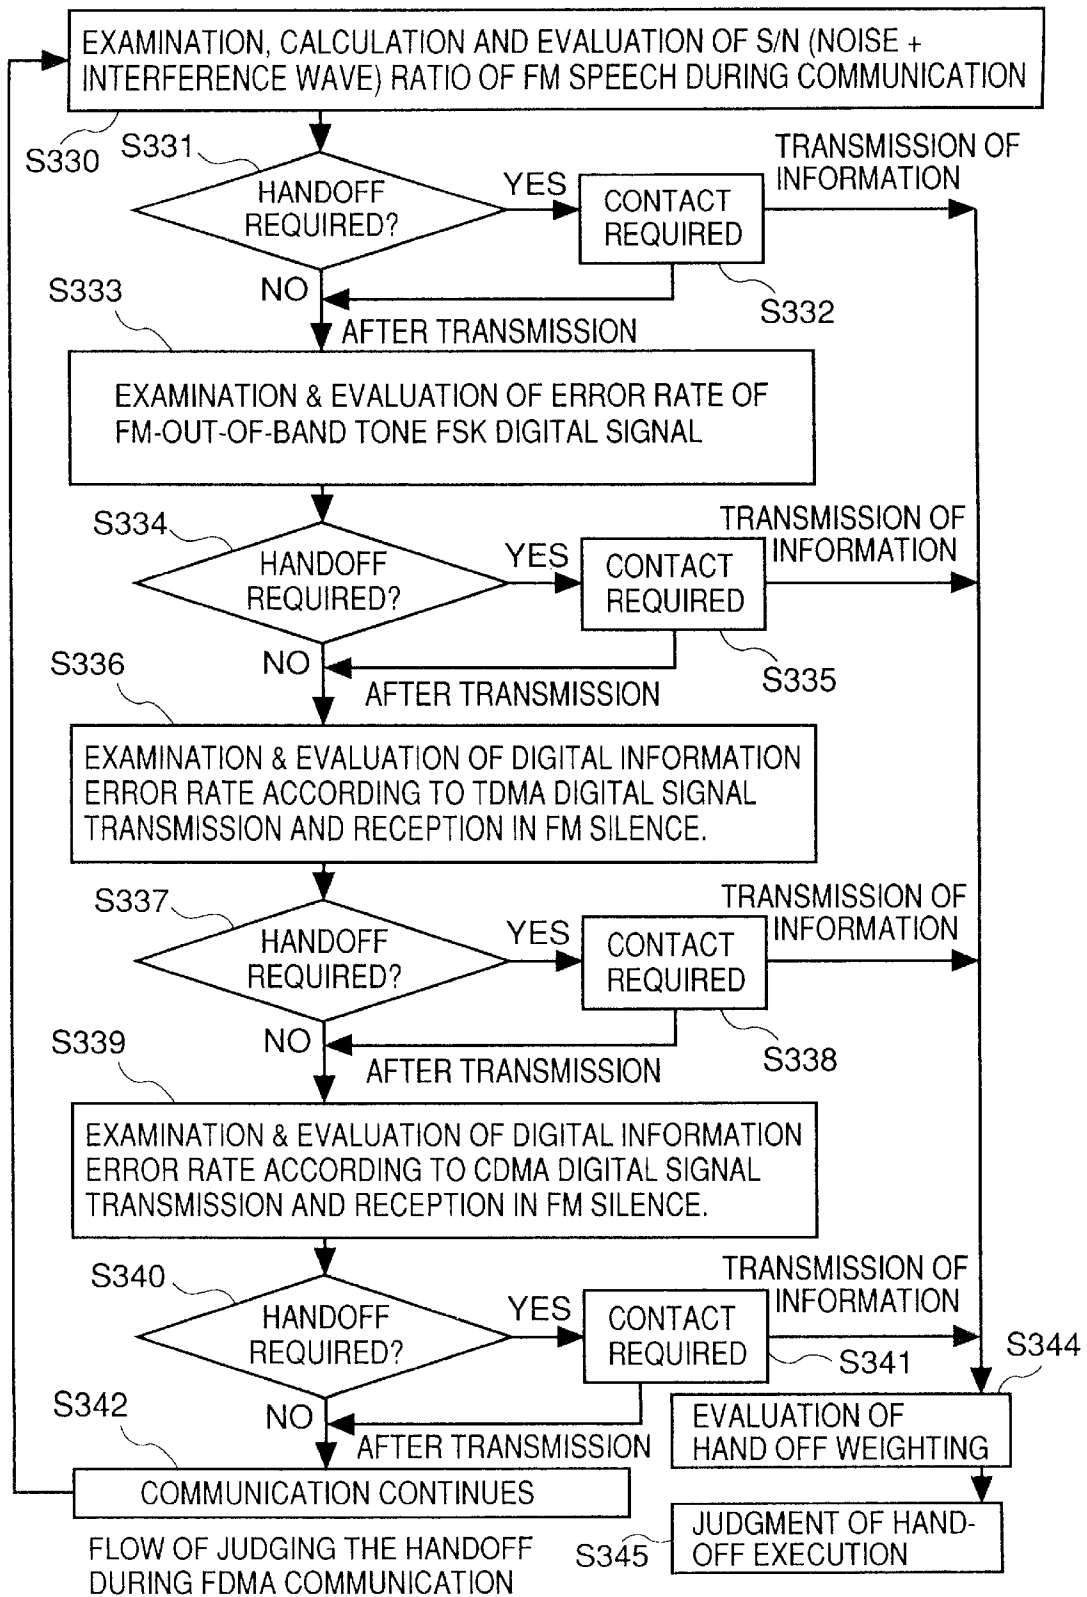 EXAMINATION, CALCULATION AND EVALUATION OF S/N (NOISE +
INTERFERENCE WAVE) RATIO OF FM SPEECH DURING COMMUNICATION
S330
S331
HANDOFF
REQUIRED?
YES
CONTACT
REQUIRED
TRANSMISSION OF
INFORMATION
S332
NO
AFTER TRANSMISSION
S333
EXAMINATION & EVALUATION OF ERROR RATE OF
FM-OUT-OF-BAND TONE FSK DIGITAL SIGNAL
S334
HANDOFF
REQUIRED?
YES
CONTACT
REQUIRED
TRANSMISSION OF
INFORMATION
S335
NO
AFTER TRANSMISSION
S336
EXAMINATION & EVALUATION OF DIGITAL INFORMATION
ERROR RATE ACCORDING TO TDMA DIGITAL SIGNAL
TRANSMISSION AND RECEPTION IN FM SILENCE.
S337
HANDOFF
REQUIRED?
YES
CONTACT
REQUIRED
TRANSMISSION OF
INFORMATION
S338
NO
AFTER TRANSMISSION
S339
EXAMINATION & EVALUATION OF DIGITAL INFORMATION
ERROR RATE ACCORDING TO CDMA DIGITAL SIGNAL
TRANSMISSION AND RECEPTION IN FM SILENCE.
S340
HANDOFF
REQUIRED?
YES
CONTACT
REQUIRED
TRANSMISSION OF
INFORMATION
S341
NO
AFTER TRANSMISSION
S342
COMMUNICATION CONTINUES
S344
EVALUATION OF
HAND OFF WEIGHTING
S345
JUDGMENT OF HAND-
OFF EXECUTION
FLOW OF JUDGING THE HANDOFF
DURING FDMA COMMUNICATION